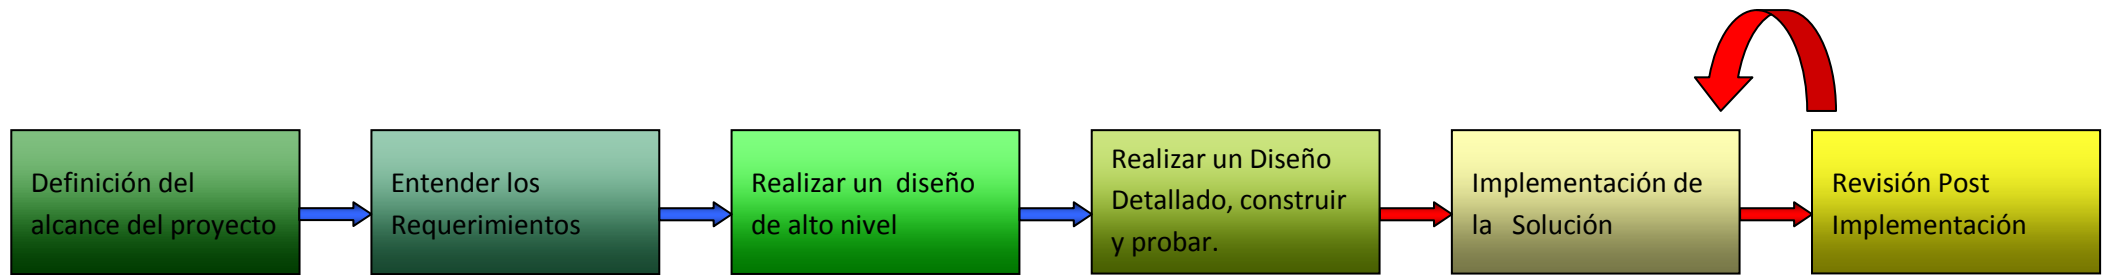 Definición del
alcance del proyecto
Entender los
Requerimientos
Realizar un diseño
de alto nivel
Realizar un Diseño
Detallado, construir
y probar.
Implementación de
la Solución
Revisión Post
Implementación